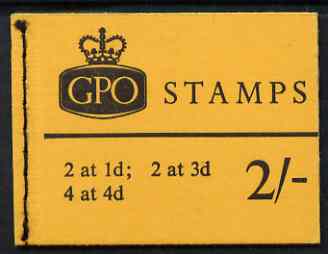 GPO STAMPS
2 at 1d; 2 at 3d
4 at 4d
2/-